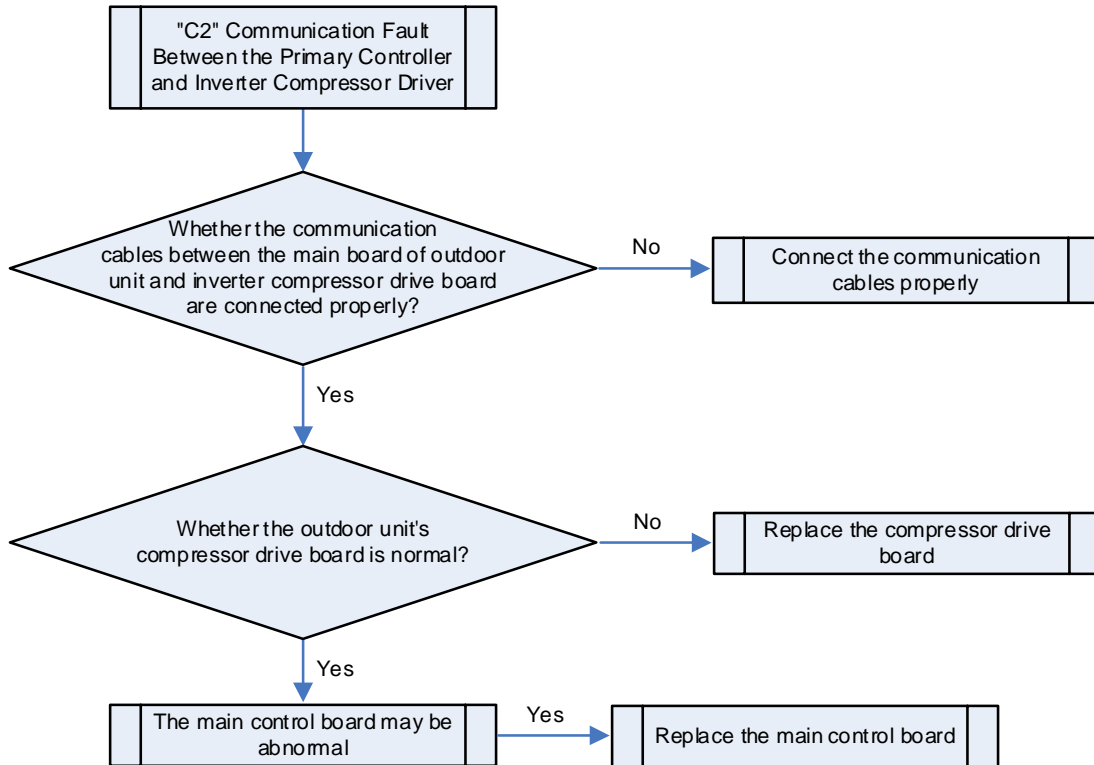 "C2" Communication Fault
Between the Primary Controller
and Inverter Compressor Driver
Whether the communication
cables between the main board of outdoor
unit and inverter compressor drive board
are connected properly?
No
Connect the communication
cables properly
Yes
Whether the outdoor unit's
compressor drive board is normal?
No
Replace the compressor drive
board
Yes
The main control board may be
abnormal
Yes
Replace the main control board